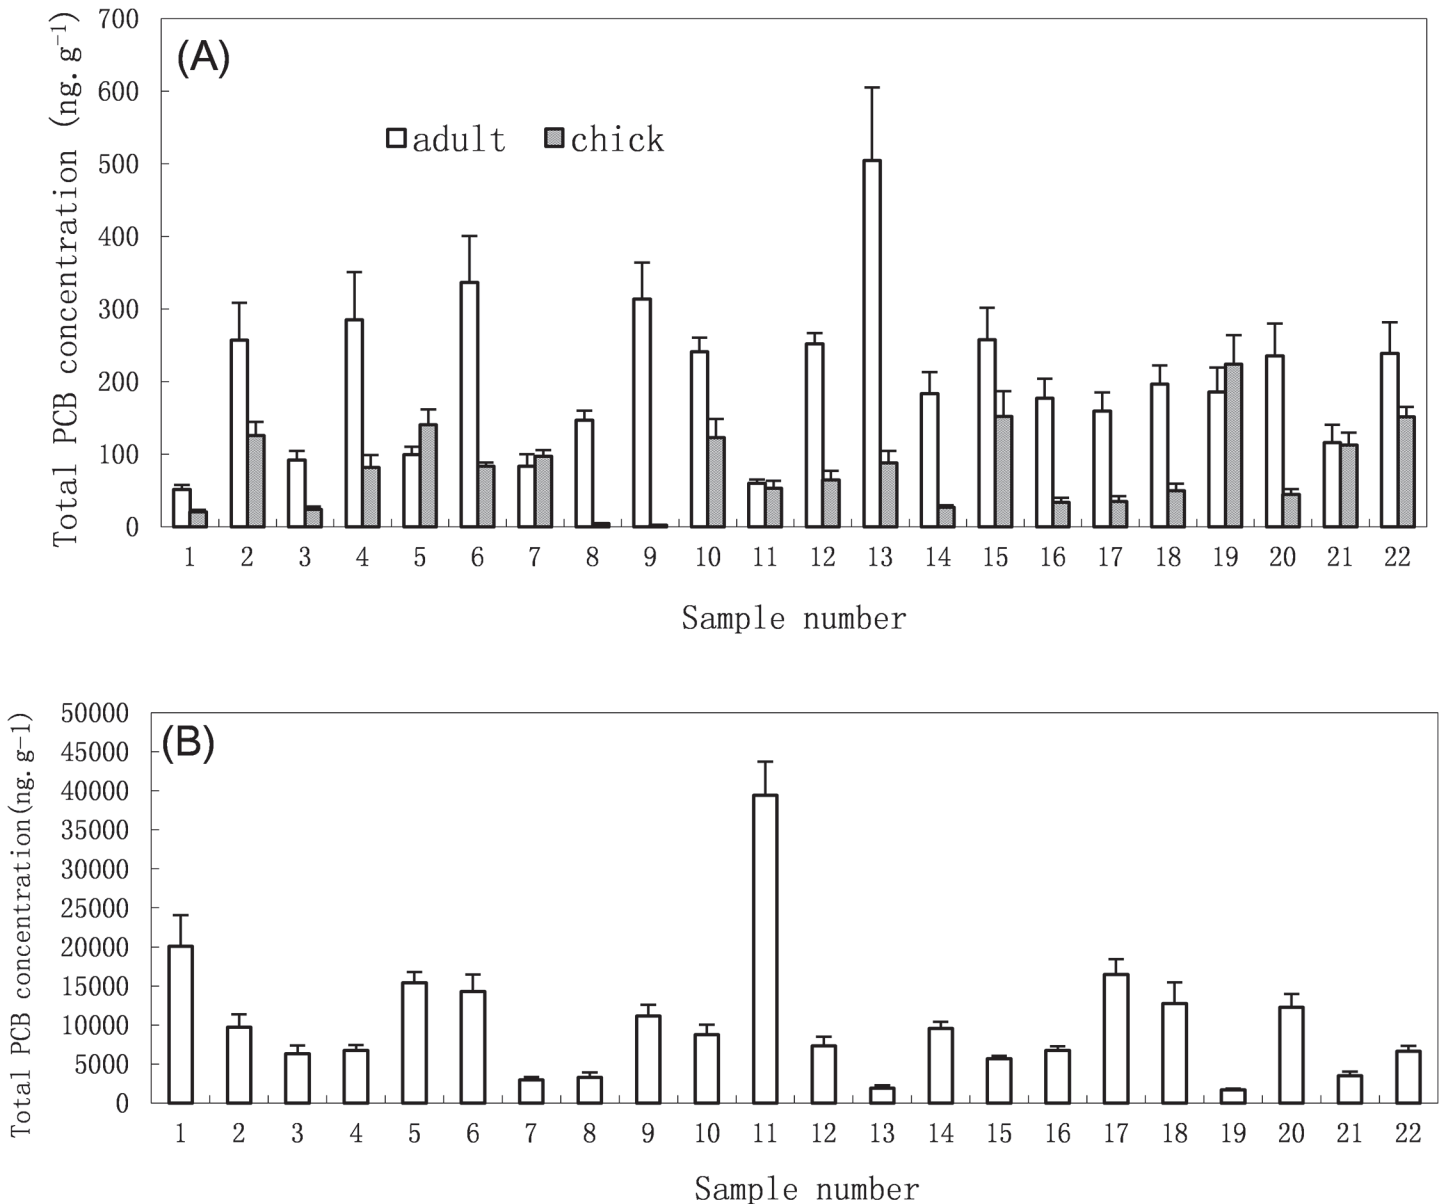 (A)
Total PCB concentration (ng.g⁻¹)
700
600
500
400
300
200
100
0
adult chick
1 2 3 4 5 6 7 8 9 10 11 12 13 14 15 16 17 18 19 20 21 22
Sample number
(B)
Total PCB concentration(ng.g-1)
50000
45000
40000
35000
30000
25000
20000
15000
10000
5000
0
1 2 3 4 5 6 7 8 9 10 11 12 13 14 15 16 17 18 19 20 21 22
Sample number